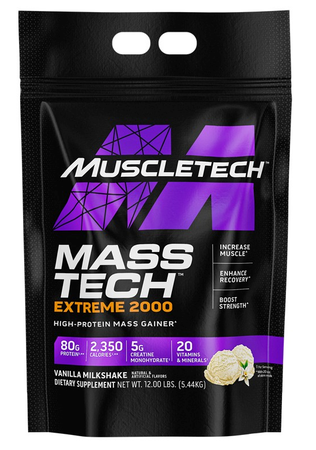 MUSCLETECH™
MASS
TECH™
EXTREME 2000
HIGH-PROTEIN MASS GAINER*
INCREASE
MUSCLE*
ENHANCE
RECOVERY*
BOOST
STRENGTH*
80G
PROTEIN
2,350
CALORIES
5G
CREATINE
MONOHYDRATE
20
VITAMINS
& MINERALS
VANILLA MILKSHAKE
NATURAL &
ARTIFICIAL FLAVORS
DIETARY SUPPLEMENT NET WT. 12.00 LBS. (5.44KG)